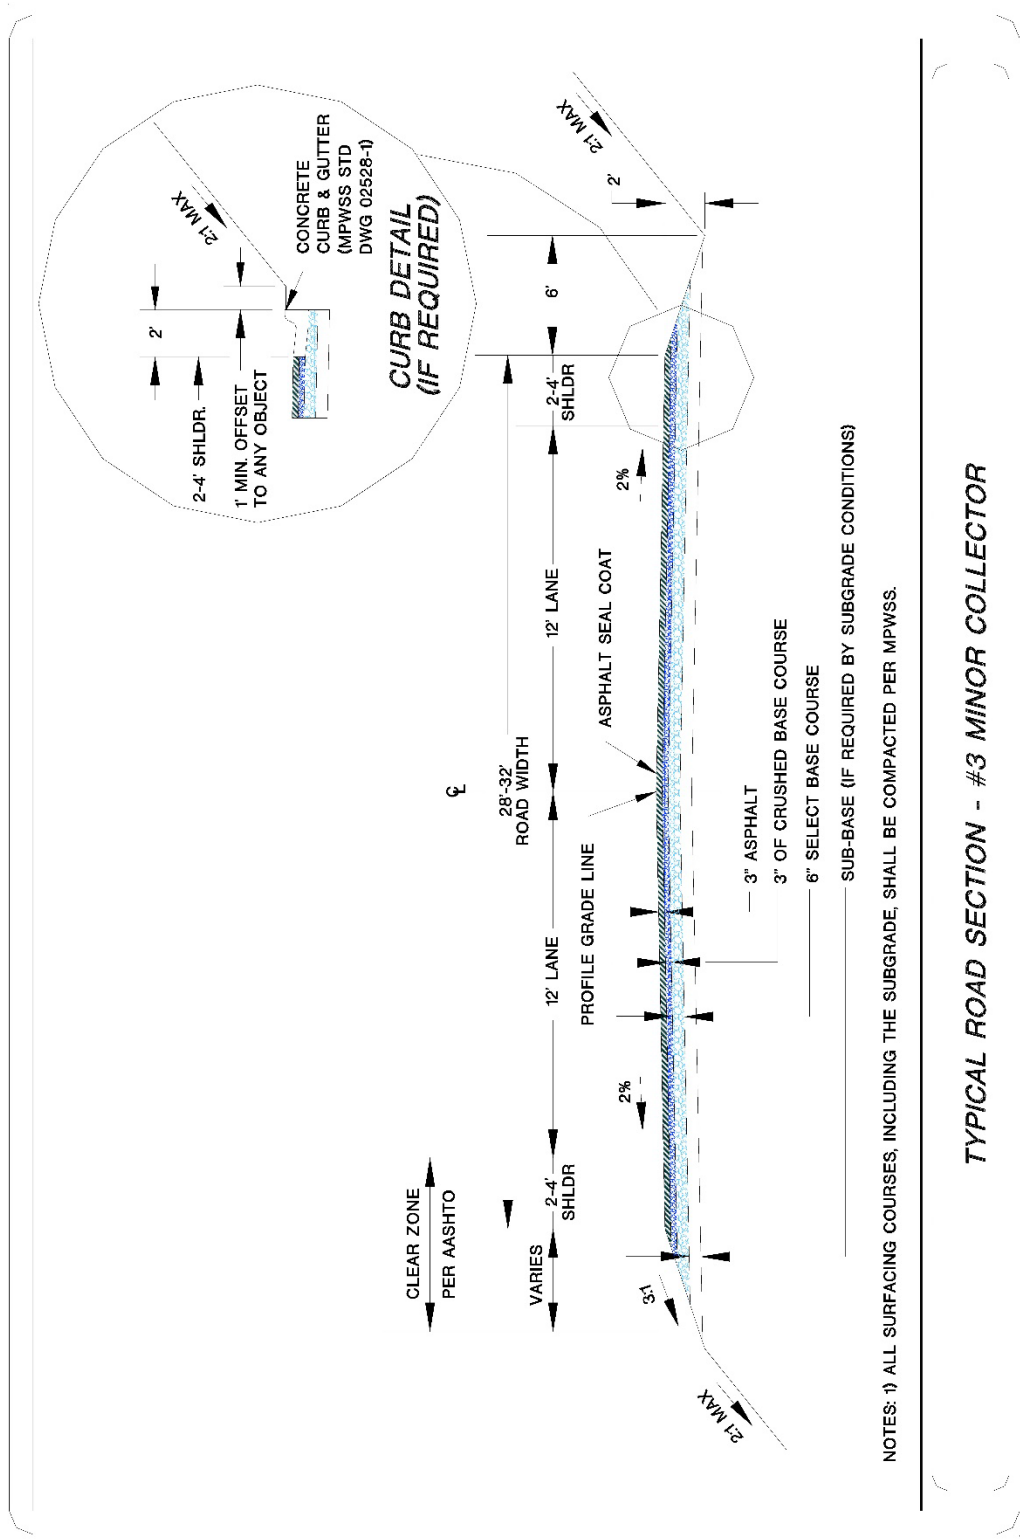 2:1 MAX
CONCRETE
CURB & GUTTER
(MPWSS STD
DWG 02528-1)
2'
2-4' SHLDR.
1' MIN. OFFSET
TO ANY OBJECT
CURB DETAIL
(IF REQUIRED)
2:1 MAX
2'
6'
CLEAR ZONE
PER AASHTO
℄
28'-32'
ROAD WIDTH
VARIES
2-4'
SHLDR
12' LANE
12' LANE
2-4'
SHLDR
PROFILE GRADE LINE
ASPHALT SEAL COAT
2%
2%
3:1
2:1 MAX
3" ASPHALT
3" OF CRUSHED BASE COURSE
6" SELECT BASE COURSE
SUB-BASE (IF REQUIRED BY SUBGRADE CONDITIONS)
NOTES: 1) ALL SURFACING COURSES, INCLUDING THE SUBGRADE, SHALL BE COMPACTED PER MPWSS.
TYPICAL ROAD SECTION - #3 MINOR COLLECTOR